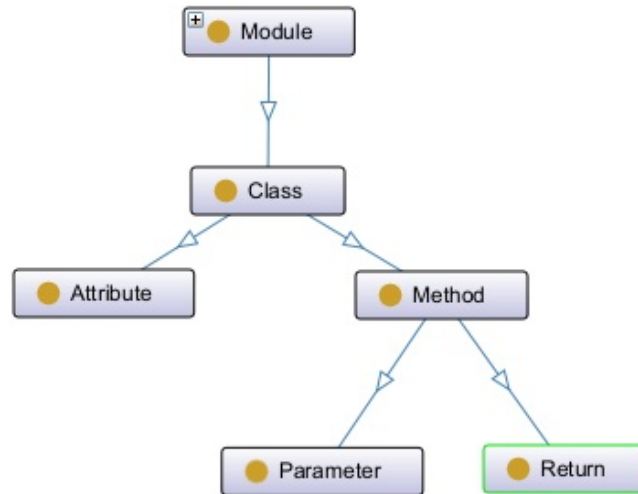 Module
Class
Attribute
Method
Parameter
Return